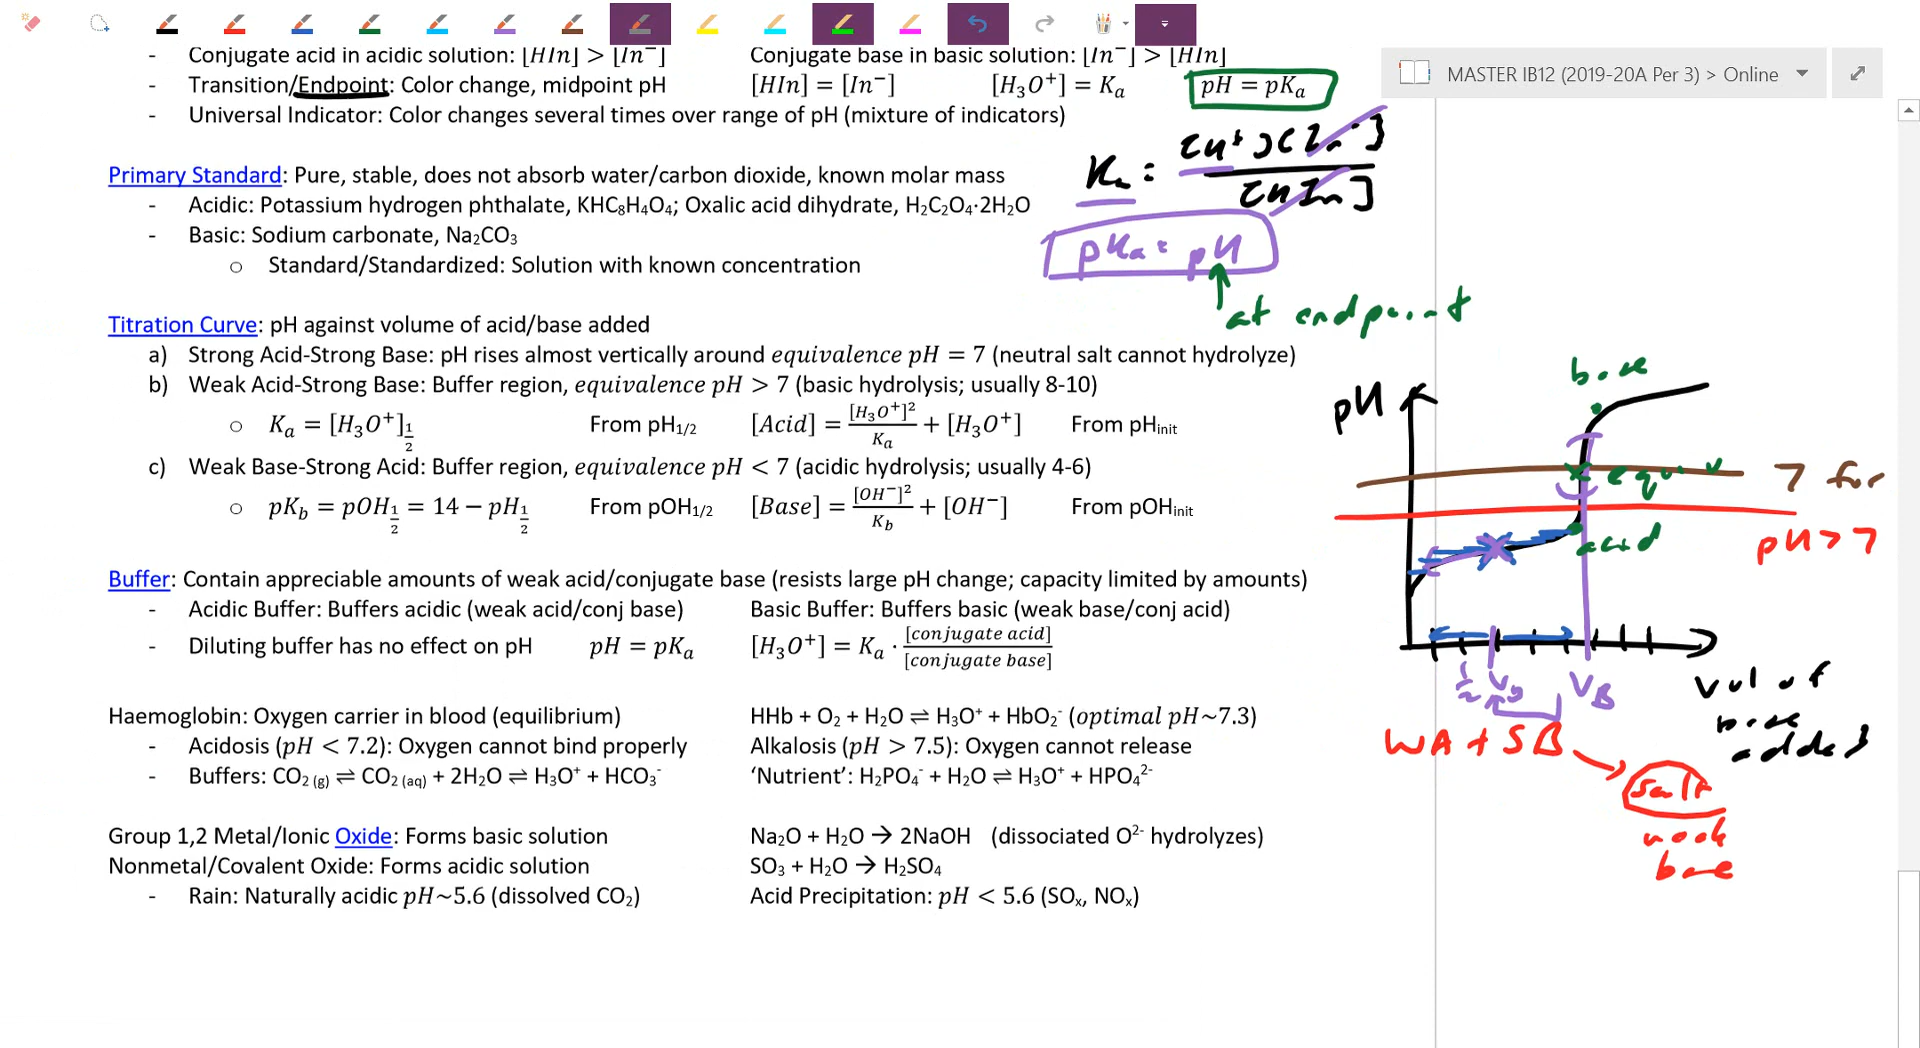 MASTER IB12 (2019-20A Per 3) > Online
- Conjugate acid in acidic solution: [HIn] > [In⁻] Conjugate base in basic solution: [In⁻] > [HIn]
- Transition/Endpoint: Color change, midpoint pH [HIn] = [In⁻] [H₃O⁺] = Kₐ pH = pKₐ
- Universal Indicator: Color changes several times over range of pH (mixture of indicators)
Kₐ = [H⁺][In⁻] / [HIn]
Primary Standard: Pure, stable, does not absorb water/carbon dioxide, known molar mass
- Acidic: Potassium hydrogen phthalate, KHC₈H₄O₄; Oxalic acid dihydrate, H₂C₂O₄·2H₂O
- Basic: Sodium carbonate, Na₂CO₃
pKa = pH
o Standard/Standardized: Solution with known concentration
at endpoint
Titration Curve: pH against volume of acid/base added
a) Strong Acid-Strong Base: pH rises almost vertically around equivalence pH = 7 (neutral salt cannot hydrolyze)
b) Weak Acid-Strong Base: Buffer region, equivalence pH > 7 (basic hydrolysis; usually 8-10)
o Kₐ = [H₃O⁺]½ From pH1/2 [Acid] = [H₃O⁺]²/Kₐ + [H₃O⁺] From pHinit
c) Weak Base-Strong Acid: Buffer region, equivalence pH < 7 (acidic hydrolysis; usually 4-6)
o pK_b = pOH½ = 14 − pH½ From pOH1/2 [Base] = [OH⁻]²/K_b + [OH⁻] From pOHinit
base
pH
equiv
7 for
acid
pH > 7
½ VB
VB
Vol of
base
added
WA + SB
salt
weak
base
Buffer: Contain appreciable amounts of weak acid/conjugate base (resists large pH change; capacity limited by amounts)
- Acidic Buffer: Buffers acidic (weak acid/conj base) Basic Buffer: Buffers basic (weak base/conj acid)
- Diluting buffer has no effect on pH pH = pKₐ [H₃O⁺] = Kₐ · [conjugate acid]/[conjugate base]
Haemoglobin: Oxygen carrier in blood (equilibrium) HHb + O₂ + H₂O ⇌ H₃O⁺ + HbO₂⁻ (optimal pH~7.3)
- Acidosis (pH < 7.2): Oxygen cannot bind properly Alkalosis (pH > 7.5): Oxygen cannot release
- Buffers: CO₂ (g) ⇌ CO₂ (aq) + 2H₂O ⇌ H₃O⁺ + HCO₃⁻ 'Nutrient': H₂PO₄⁻ + H₂O ⇌ H₃O⁺ + HPO₄²⁻
Group 1,2 Metal/Ionic Oxide: Forms basic solution Na₂O + H₂O → 2NaOH (dissociated O²⁻ hydrolyzes)
Nonmetal/Covalent Oxide: Forms acidic solution SO₃ + H₂O → H₂SO₄
- Rain: Naturally acidic pH~5.6 (dissolved CO₂) Acid Precipitation: pH < 5.6 (SOₓ, NOₓ)